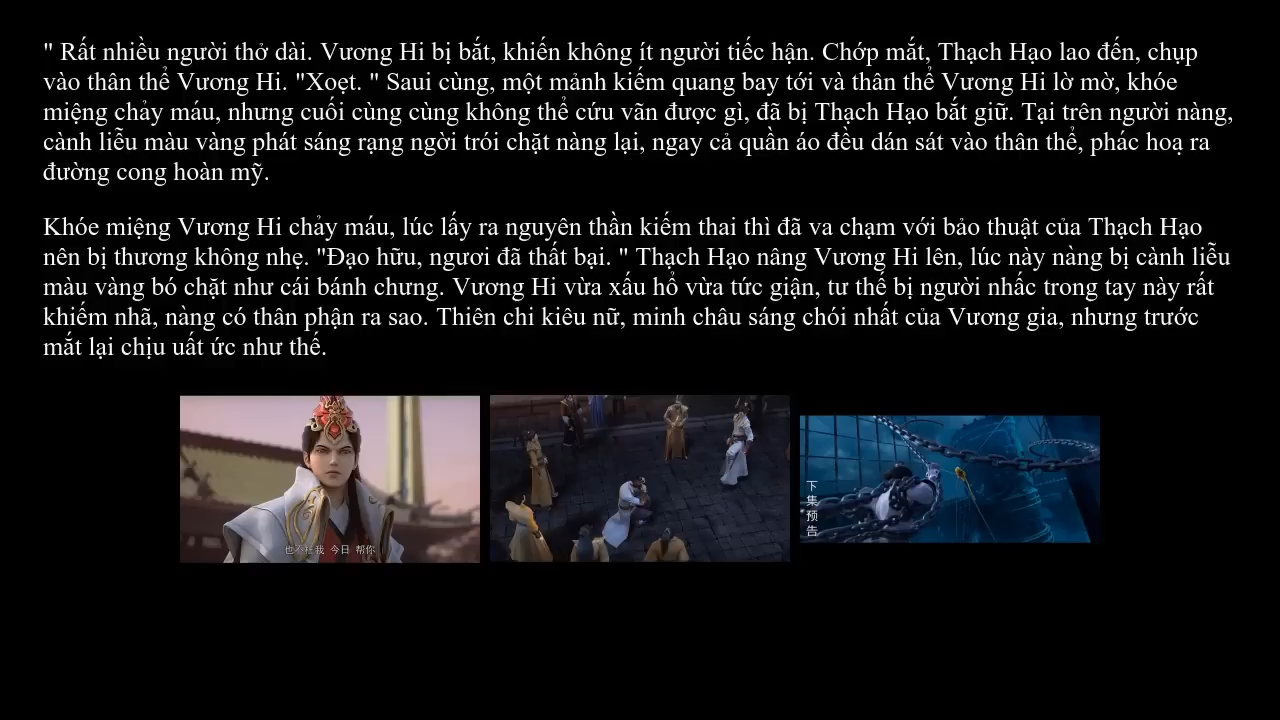 " Rất nhiều người thở dài. Vương Hi bị bắt, khiến không ít người tiếc hận. Chớp mắt, Thạch Hạo lao đến, chụp
vào thân thể Vương Hi. "Xoẹt. " Saui cùng, một mảnh kiếm quang bay tới và thân thể Vương Hi lờ mờ, khóe
miệng chảy máu, nhưng cuối cùng cùng không thể cứu vãn được gì, đã bị Thạch Hạo bắt giữ. Tại trên người nàng,
cành liễu màu vàng phát sáng rạng ngời trói chặt nàng lại, ngay cả quần áo đều dán sát vào thân thể, phác hoạ ra
đường cong hoàn mỹ.
Khóe miệng Vương Hi chảy máu, lúc lấy ra nguyên thần kiếm thai thì đã va chạm với bảo thuật của Thạch Hạo
nên bị thương không nhẹ. "Đạo hữu, ngươi đã thất bại. " Thạch Hạo nâng Vương Hi lên, lúc này nàng bị cành liễu
màu vàng bó chặt như cái bánh chưng. Vương Hi vừa xấu hổ vừa tức giận, tư thế bị người nhấc trong tay này rất
khiếm nhã, nàng có thân phận ra sao. Thiên chi kiêu nữ, minh châu sáng chói nhất của Vương gia, nhưng trước
mắt lại chịu uất ức như thế.
也不枉我 今日 帮你
下集预告